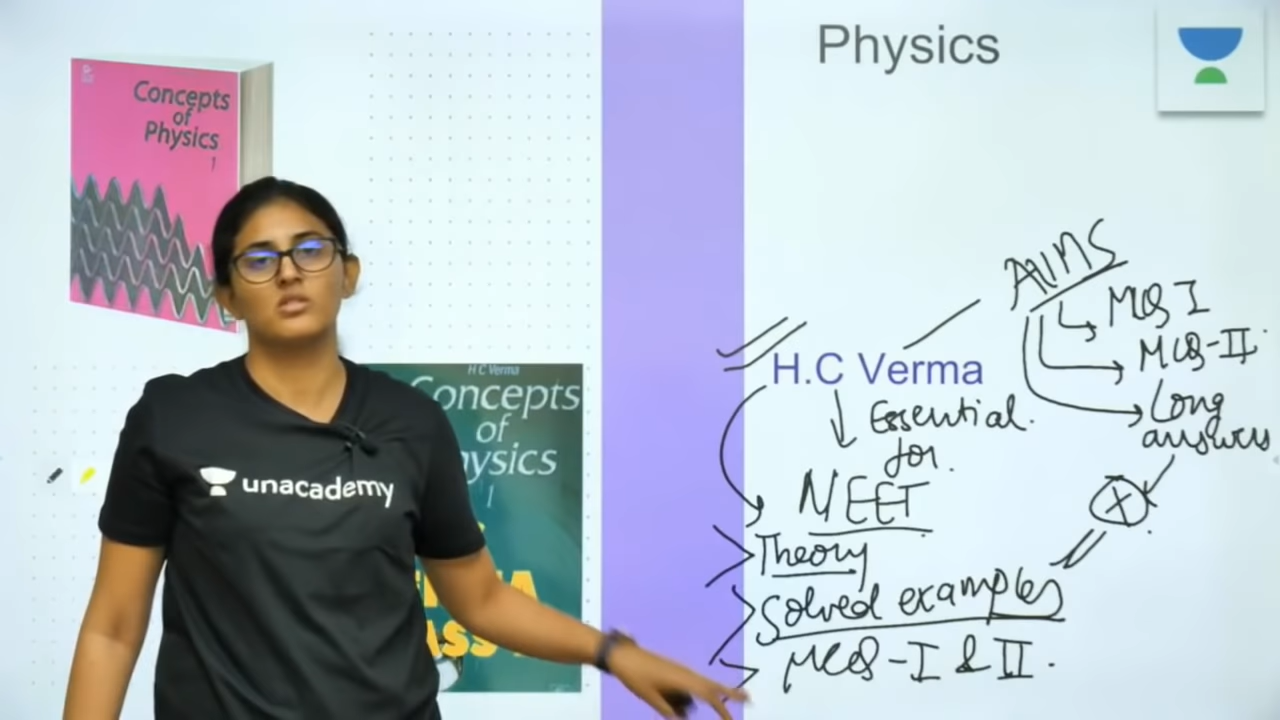 Physics
Concepts
of
Physics
1
H C Verma
Concepts
of
Physics
1
unacademy
AIIMS
MCQ I
MCQ-II
Long
answers
H.C Verma
Essential
for
NEET
Theory
Solved examples
MCQ-I & II